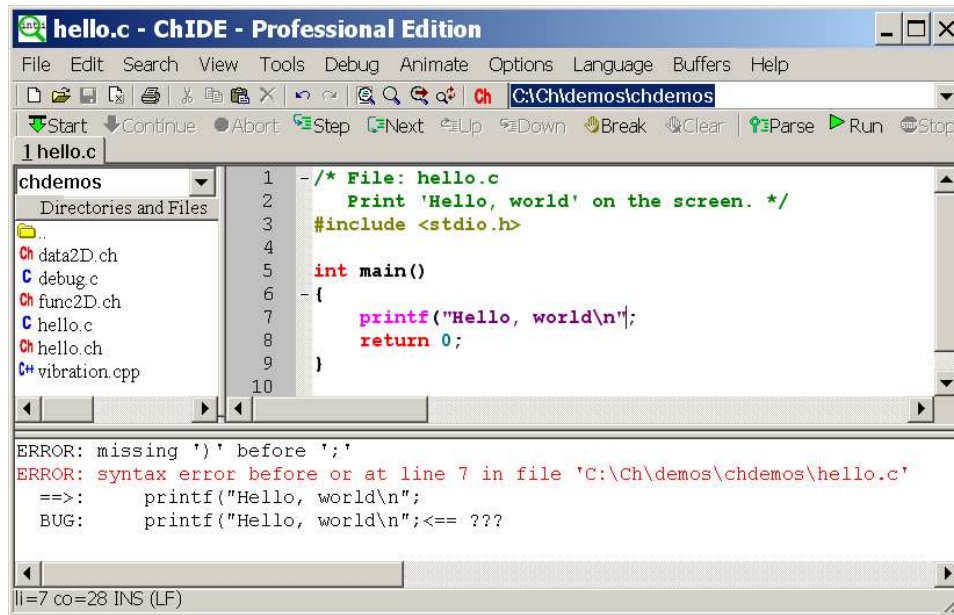 hello.c - ChIDE - Professional Edition
File Edit Search View Tools Debug Animate Options Language Buffers Help
Ch C:\Ch\demos\chdemos
Start Continue Abort Step Next Up Down Break Clear Parse Run Stop
1 hello.c
chdemos
Directories and Files
..
Ch data2D.ch
C debug.c
Ch func2D.ch
C hello.c
Ch hello.ch
C++ vibration.cpp
1 /* File: hello.c
2 Print 'Hello, world' on the screen. */
3 #include <stdio.h>
4
5 int main()
6 {
7 printf("Hello, world\n";
8 return 0;
9 }
10
ERROR: missing ')' before ';'
ERROR: syntax error before or at line 7 in file 'C:\Ch\demos\chdemos\hello.c'
==>: printf("Hello, world\n";
BUG: printf("Hello, world\n";<== ???
li=7 co=28 INS (LF)